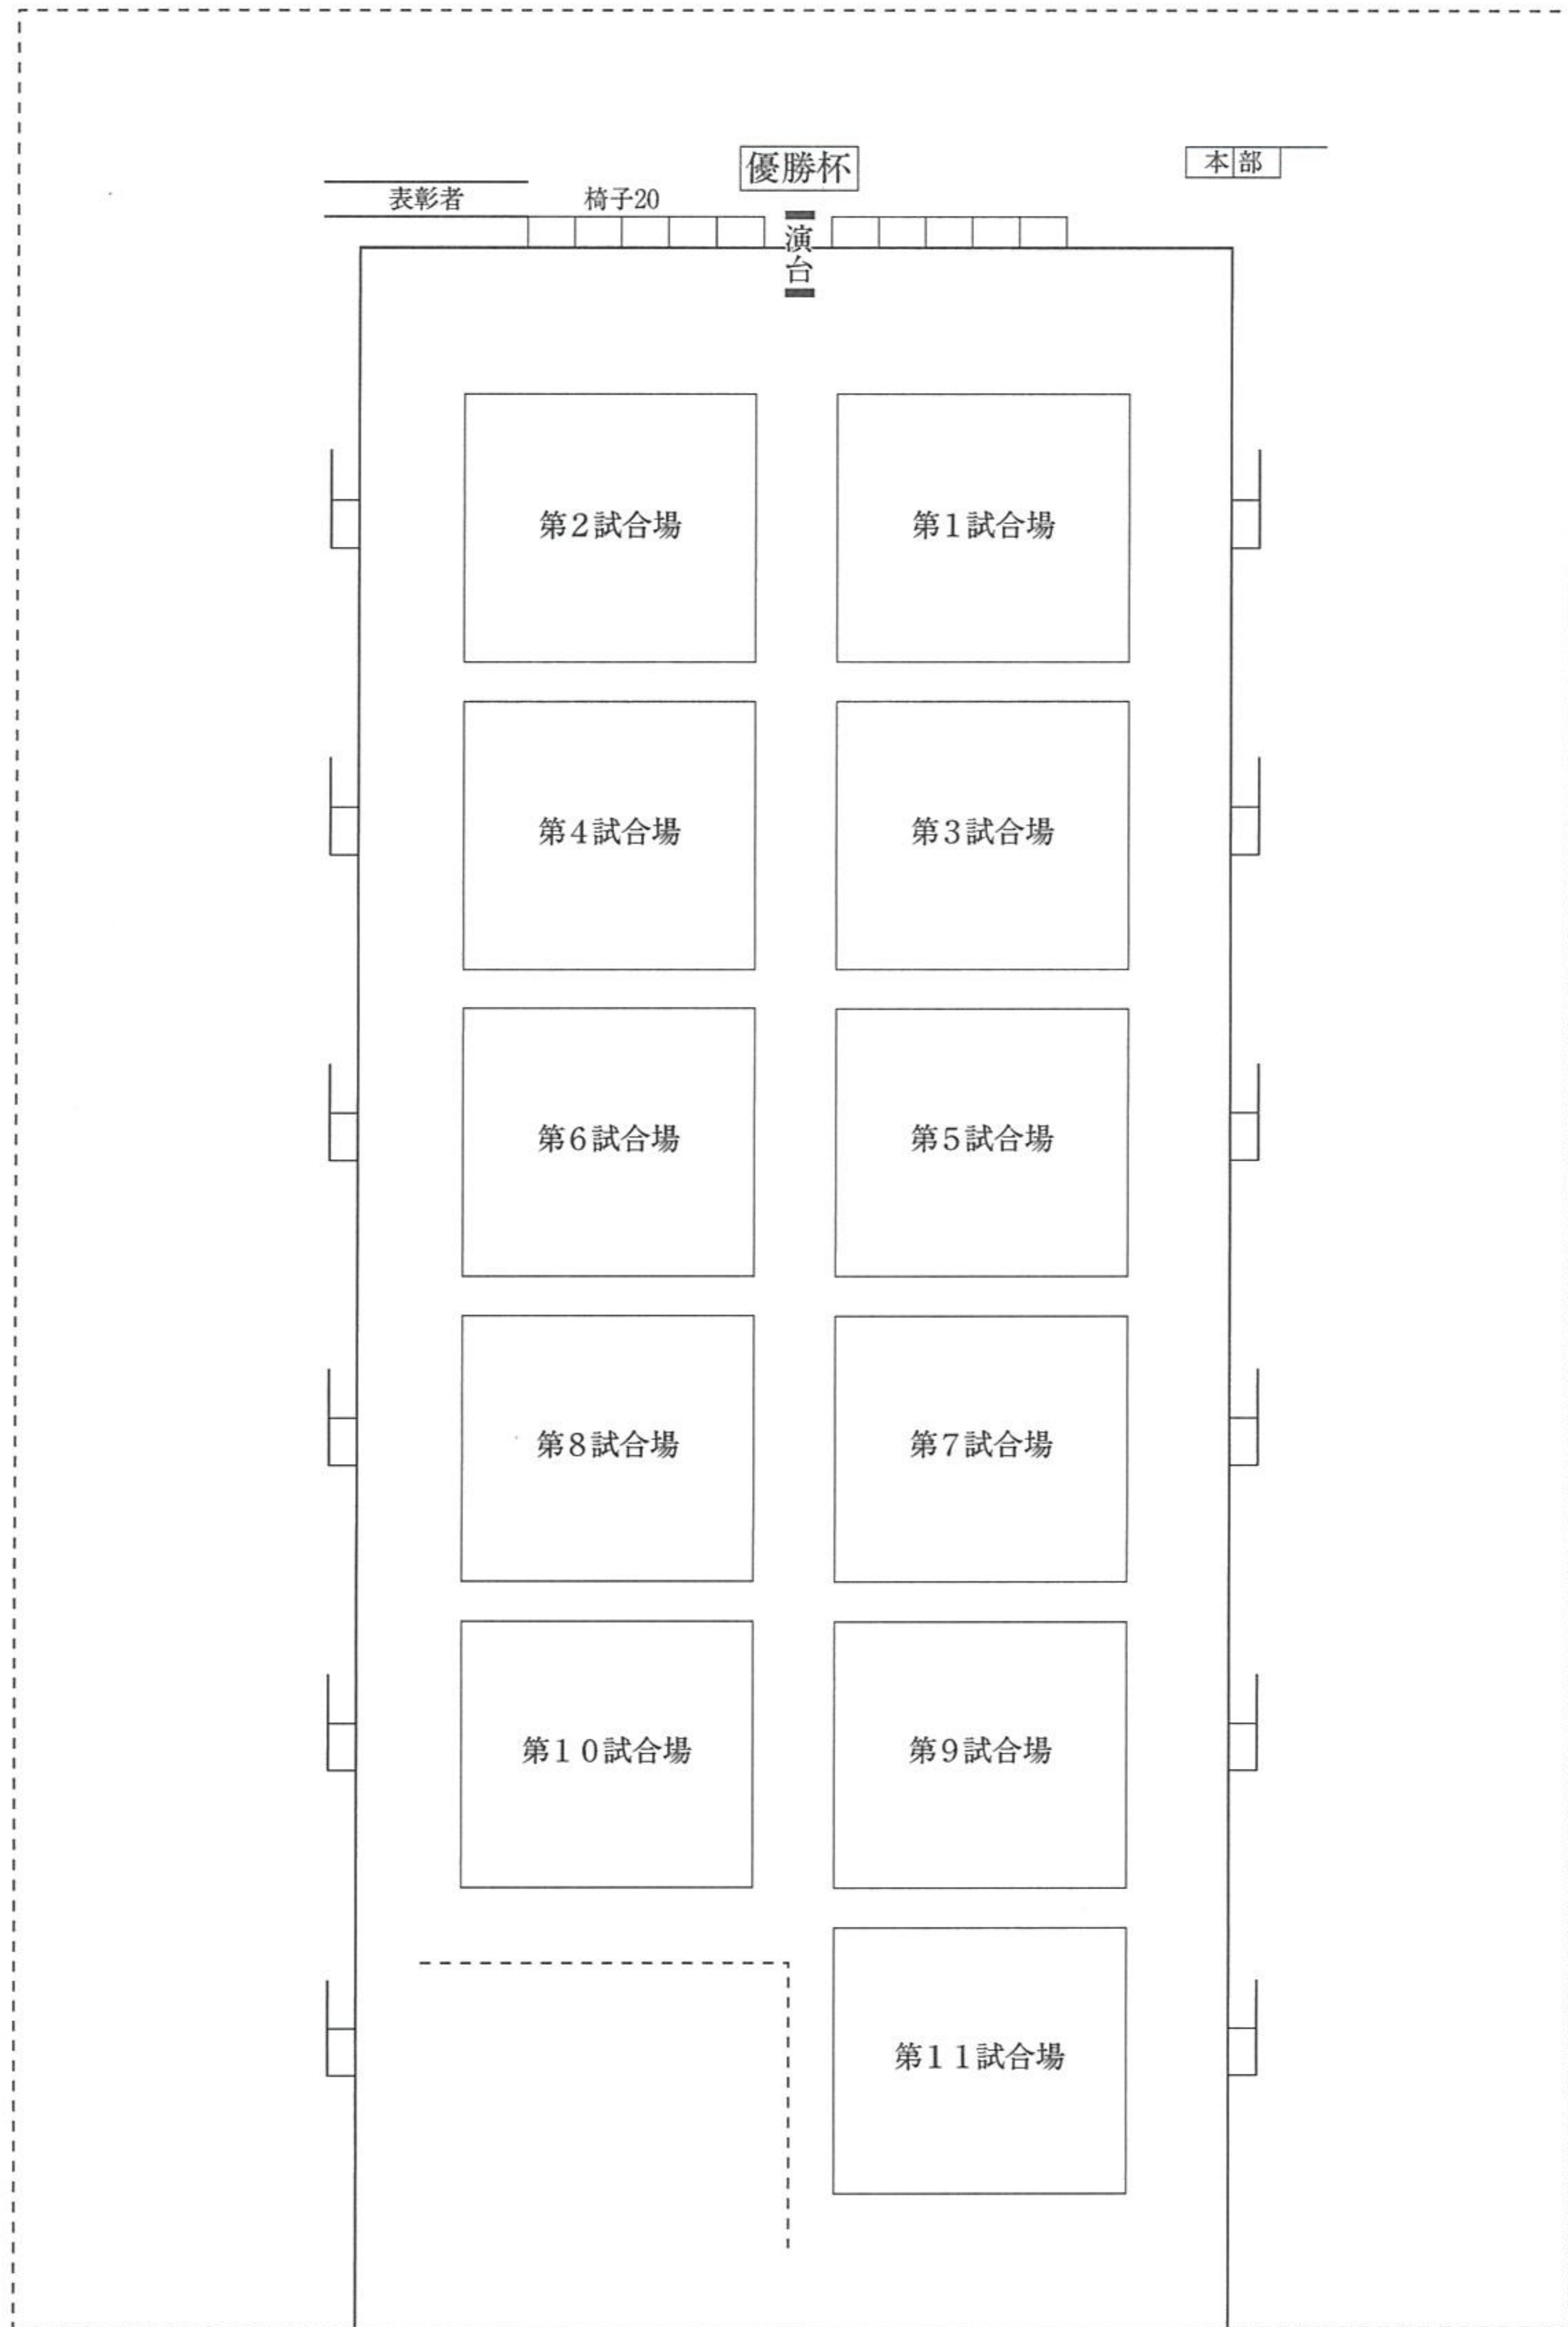 優勝杯
本部
表彰者
椅子20
演台
第2試合場
第1試合場
第4試合場
第3試合場
第6試合場
第5試合場
第8試合場
第7試合場
第10試合場
第9試合場
第11試合場